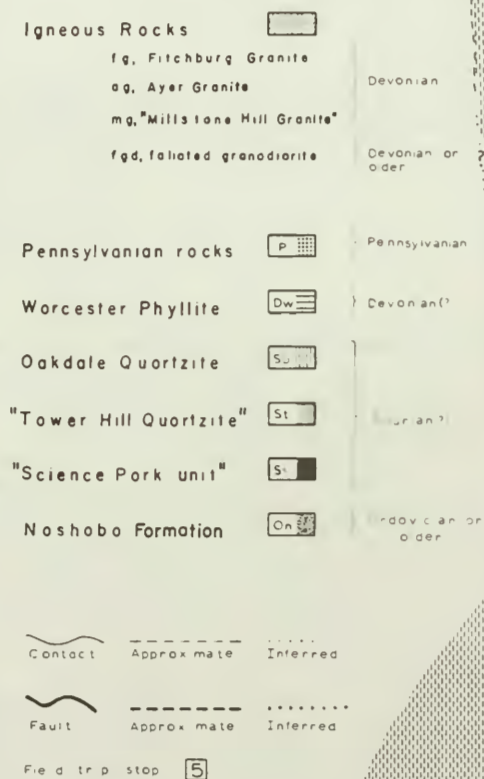 Igneous Rocks
fg, Fitchburg Granite
ag, Ayer Granite
Devonian
mg, "Millstone Hill Granite"
fgd, foliated granodiorite
Devonian or older
?
Pennsylvanian rocks
P
Pennsylvanian
Worcester Phyllite
Dw
Devonian(?
Oakdale Quartzite
"Tower Hill Quartzite"
St
"Science Park unit"
Nashoba Formation
On
or
older
Contact Approximate Inferred
Fault Approximate Inferred
Field trip stop 5